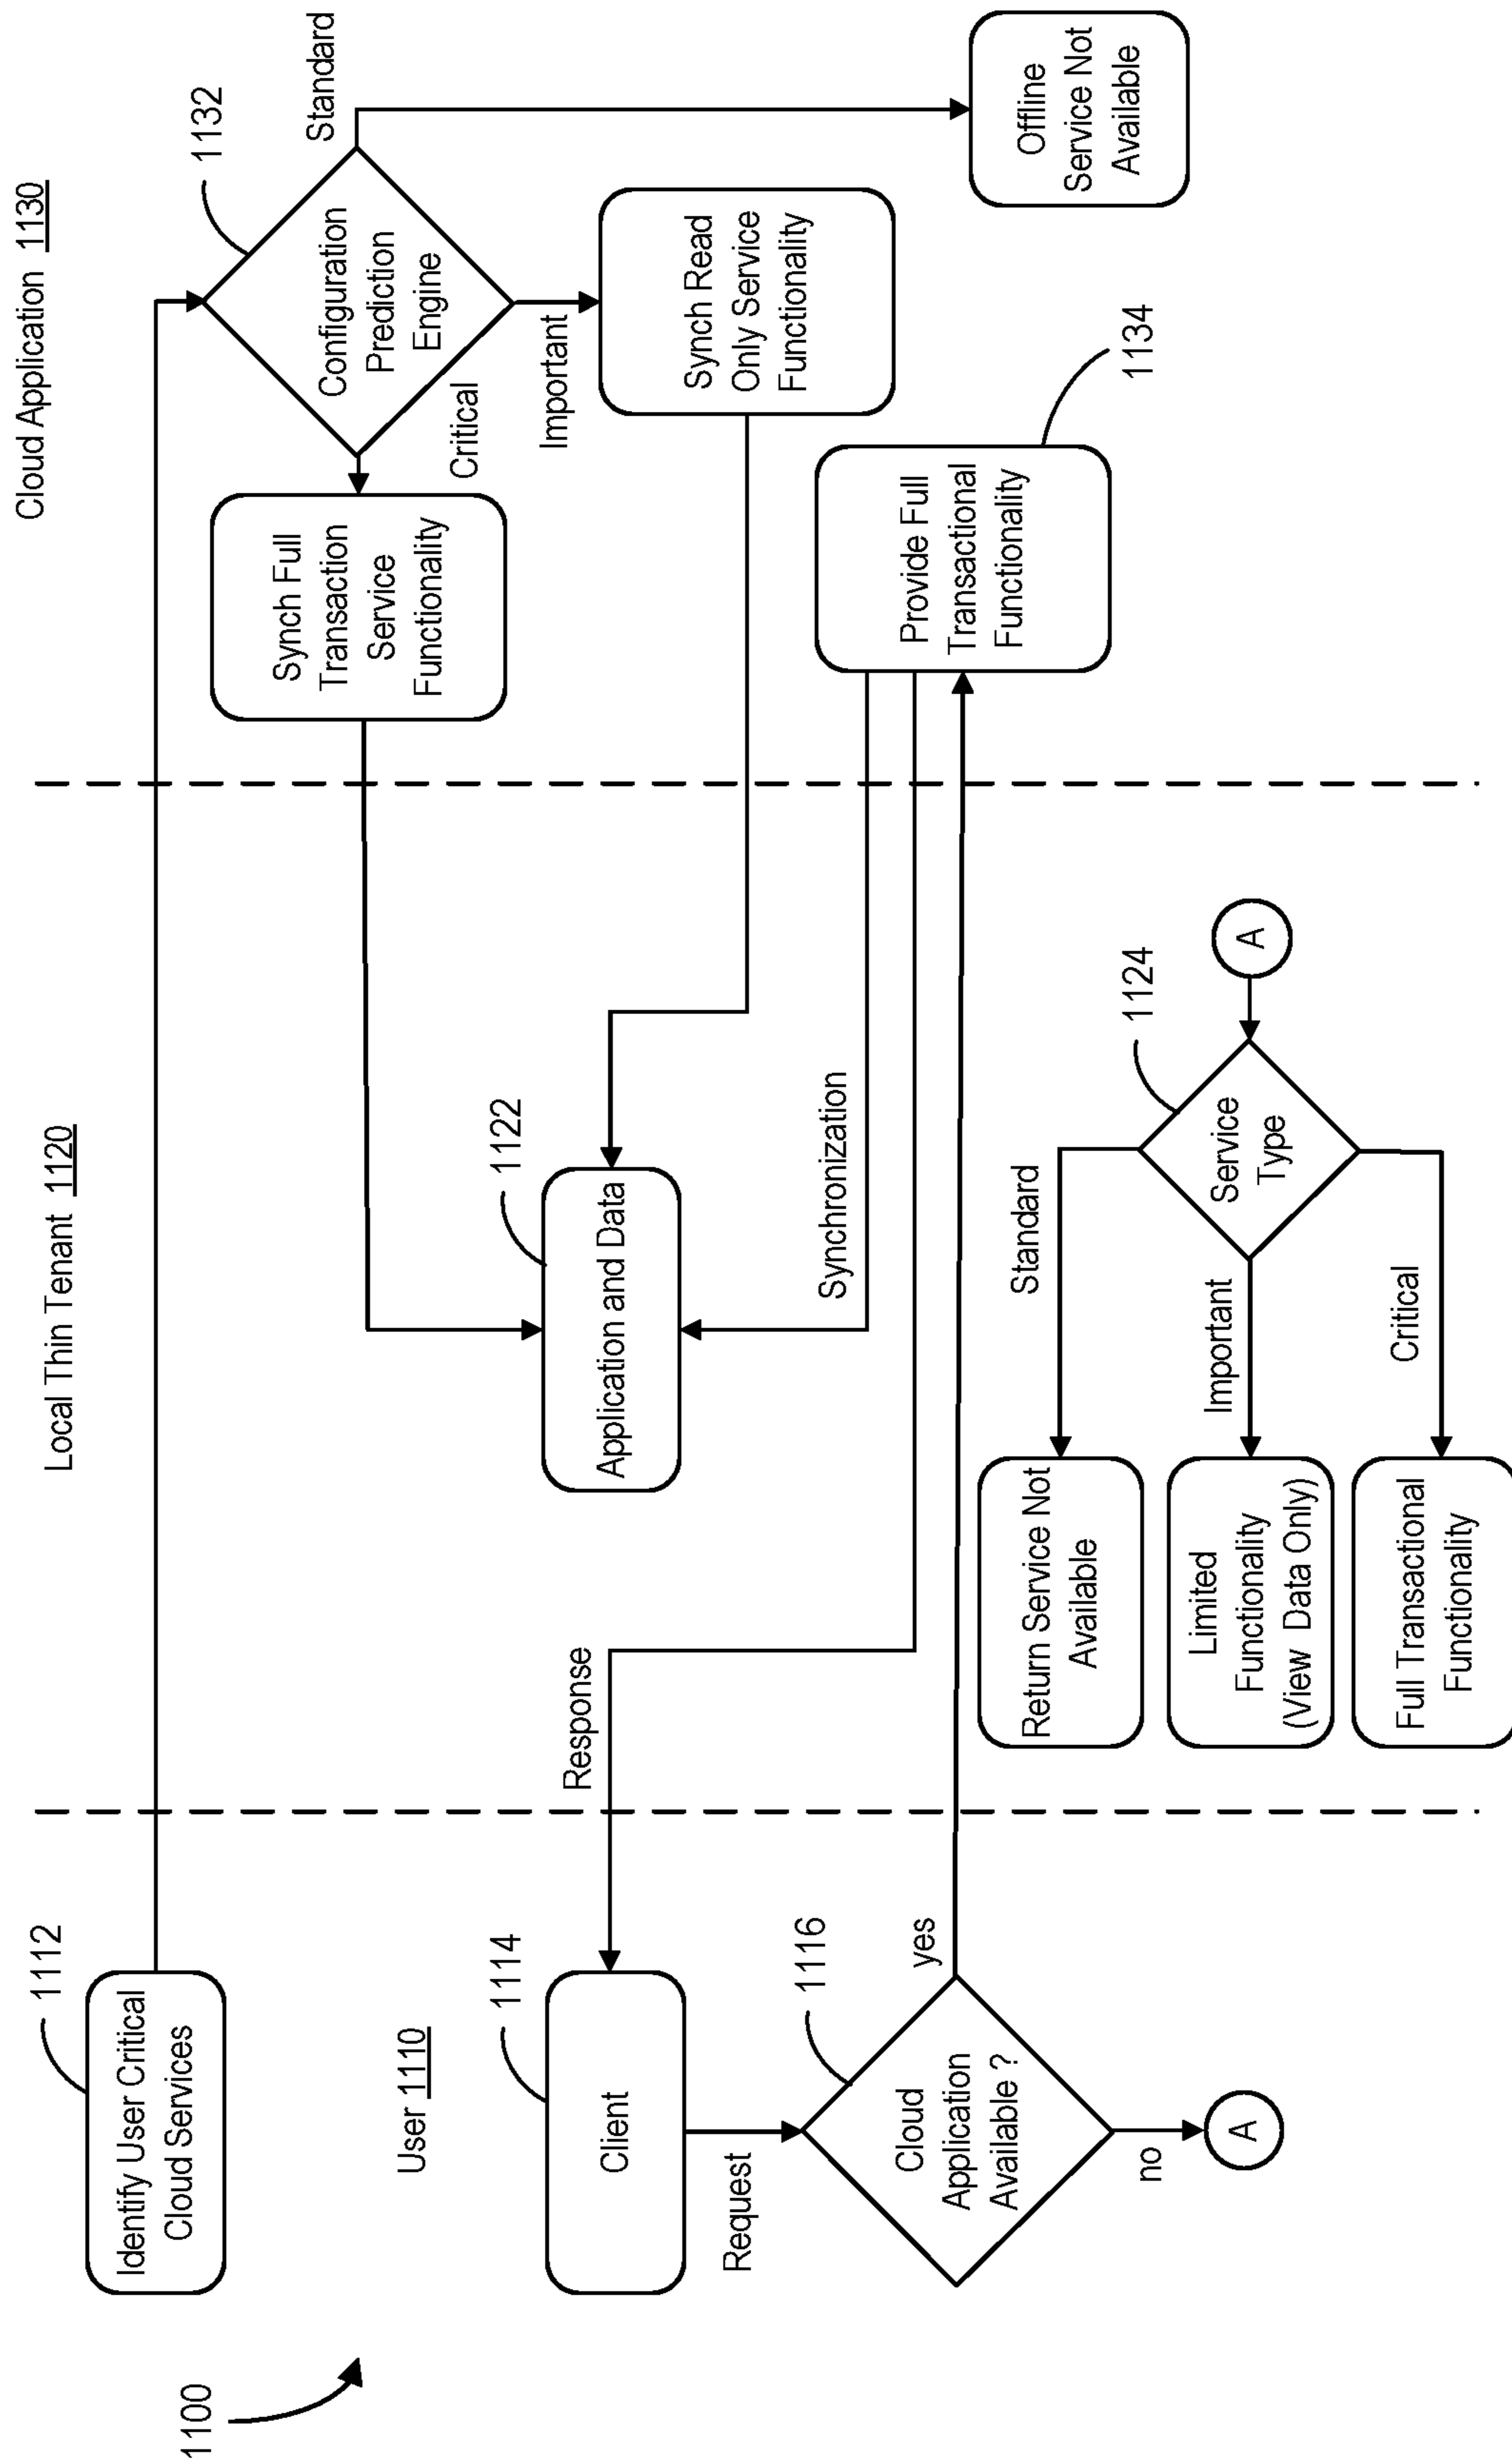 1100
User 1110
1112
Identify User Critical
Cloud Services
1114
Client
Request
1116
Cloud
Application
Available ?
yes
no
A
Local Thin Tenant 1120
Response
1122
Application and Data
Synchronization
A
1124
Service
Type
Standard
Important
Critical
Return Service Not
Available
Limited
Functionality
(View Data Only)
Full Transactional
Functionality
Cloud Application 1130
1132
Configuration
Prediction
Engine
Critical
Important
Standard
Synch Full
Transaction
Service
Functionality
Synch Read
Only Service
Functionality
Offline
Service Not
Available
1134
Provide Full
Transactional
Functionality